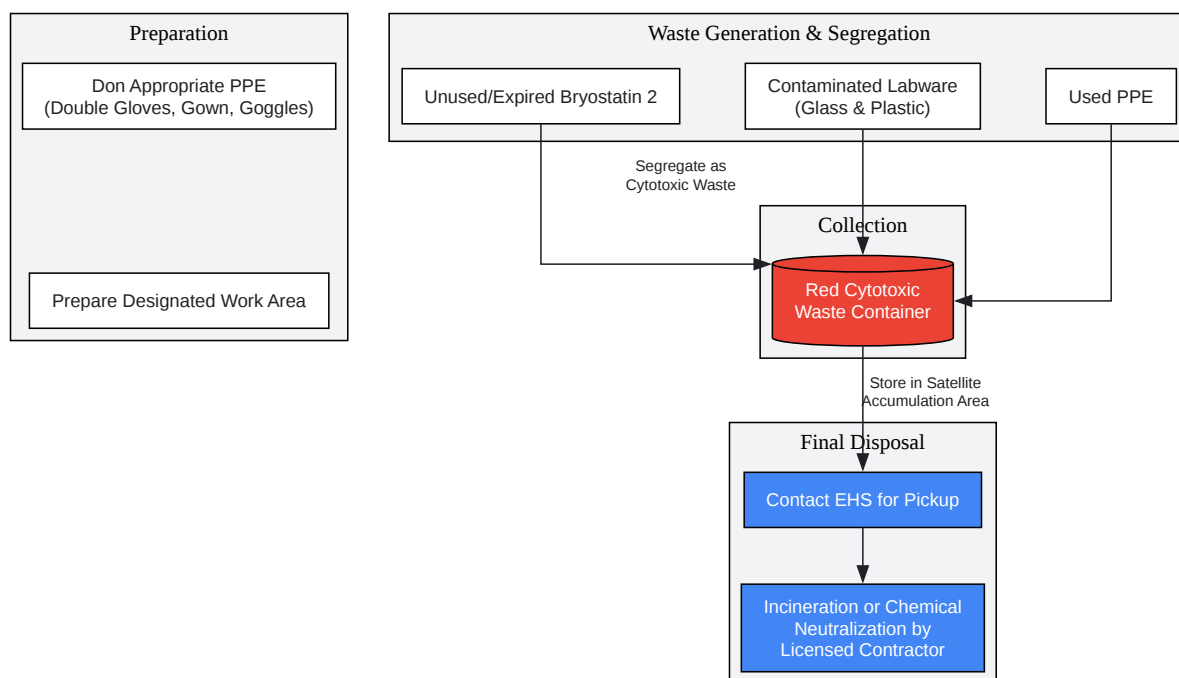 Preparation
Don Appropriate PPE
(Double Gloves, Gown, Goggles)
Prepare Designated Work Area
Waste Generation & Segregation
Unused/Expired Bryostatin 2
Contaminated Labware
(Glass & Plastic)
Used PPE
Segregate as
Cytotoxic Waste
Collection
Red Cytotoxic
Waste Container
Store in Satellite
Accumulation Area
Final Disposal
Contact EHS for Pickup
Incineration or Chemical
Neutralization by
Licensed Contractor